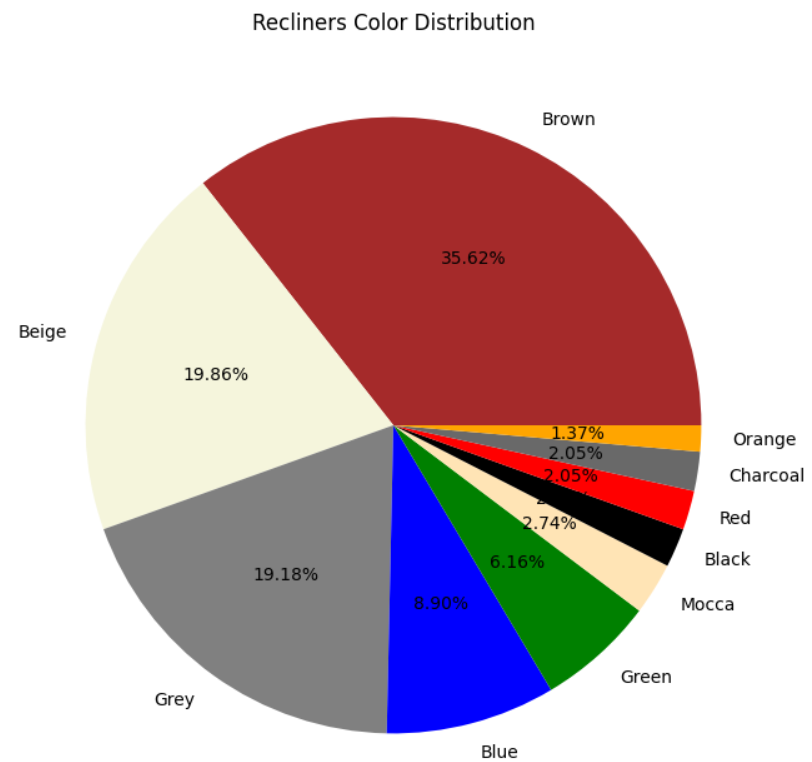 Recliners Color Distribution
Brown
35.62%
Beige
19.86%
Grey
19.18%
Blue
8.90%
Green
6.16%
Mocca
2.74%
Black
Red
2.05%
Charcoal
2.05%
Orange
1.37%